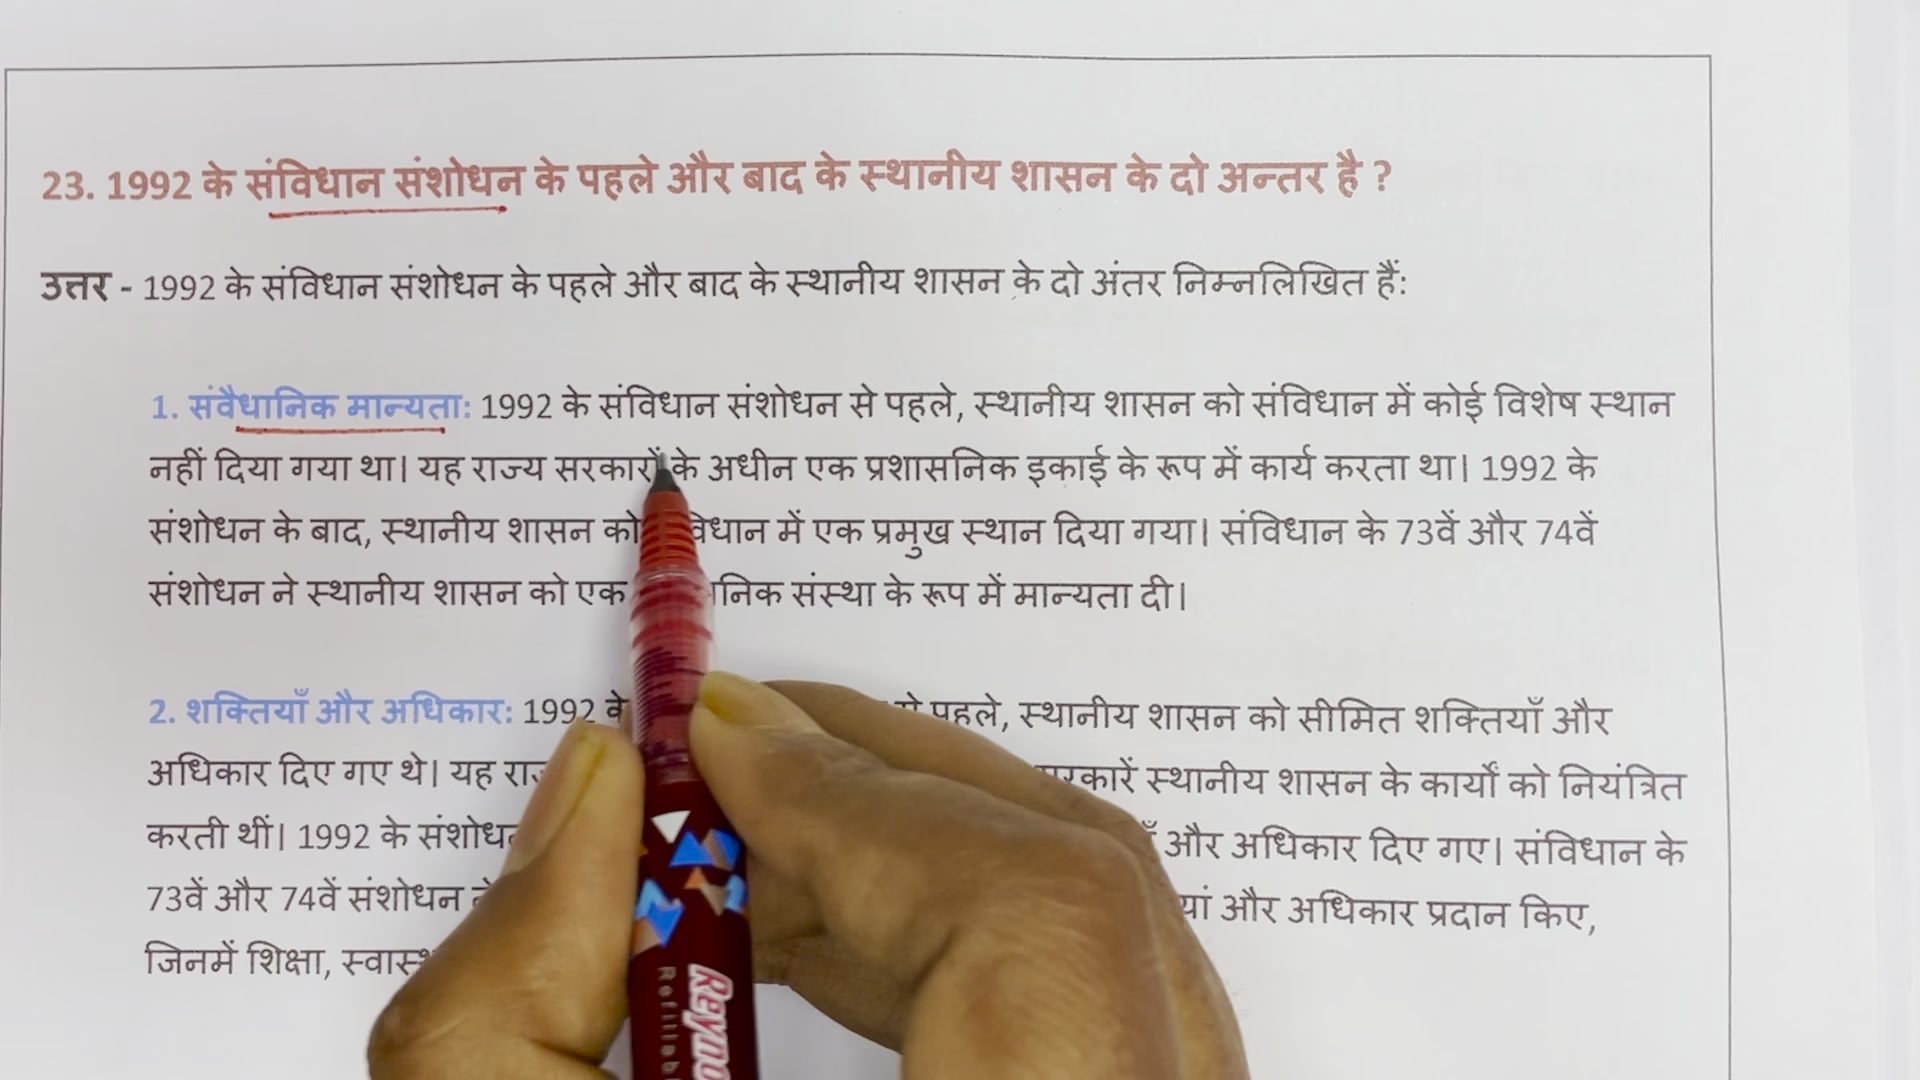 23. 1992 के संविधान संशोधन के पहले और बाद के स्थानीय शासन के दो अन्तर है ?
उत्तर - 1992 के संविधान संशोधन के पहले और बाद के स्थानीय शासन के दो अंतर निम्नलिखित हैं:
1. संवैधानिक मान्यता: 1992 के संविधान संशोधन से पहले, स्थानीय शासन को संविधान में कोई विशेष स्थान
नहीं दिया गया था। यह राज्य सरकारों के अधीन एक प्रशासनिक इकाई के रूप में कार्य करता था। 1992 के
संशोधन के बाद, स्थानीय शासन को में एक प्रमुख स्थान दिया गया। संविधान के 73वें और 74वें
संशोधन ने स्थानीय शासन को एक संस्था के रूप में मान्यता दी।
2. शक्तियाँ और अधिकार: 1992 पहले, स्थानीय शासन को सीमित शक्तियाँ और
अधिकार दिए गए थे। यह स्थानीय शासन के कार्यों को नियंत्रित
करती थीं। 1992 के और अधिकार दिए गए। संविधान के
73वें और 74वें संशोधन और अधिकार प्रदान किए,
जिनमें शिक्षा,
Reyno